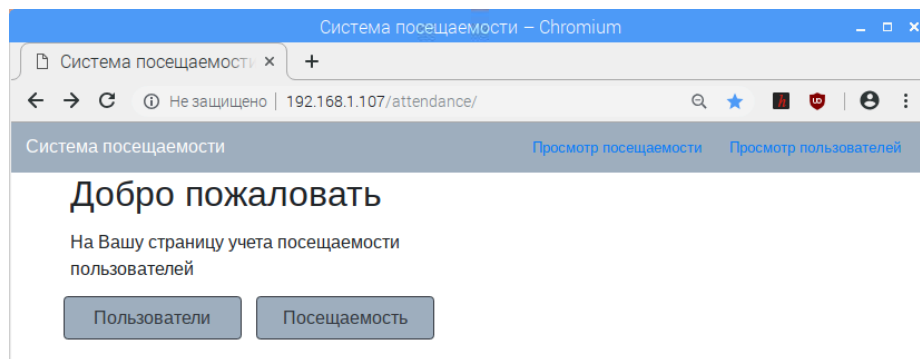 Система посещаемости – Chromium
Система посещаемости
Не защищено | 192.168.1.107/attendance/
Система посещаемости Просмотр посещаемости Просмотр пользователей
Добро пожаловать
На Вашу страницу учета посещаемости
пользователей
Пользователи Посещаемость